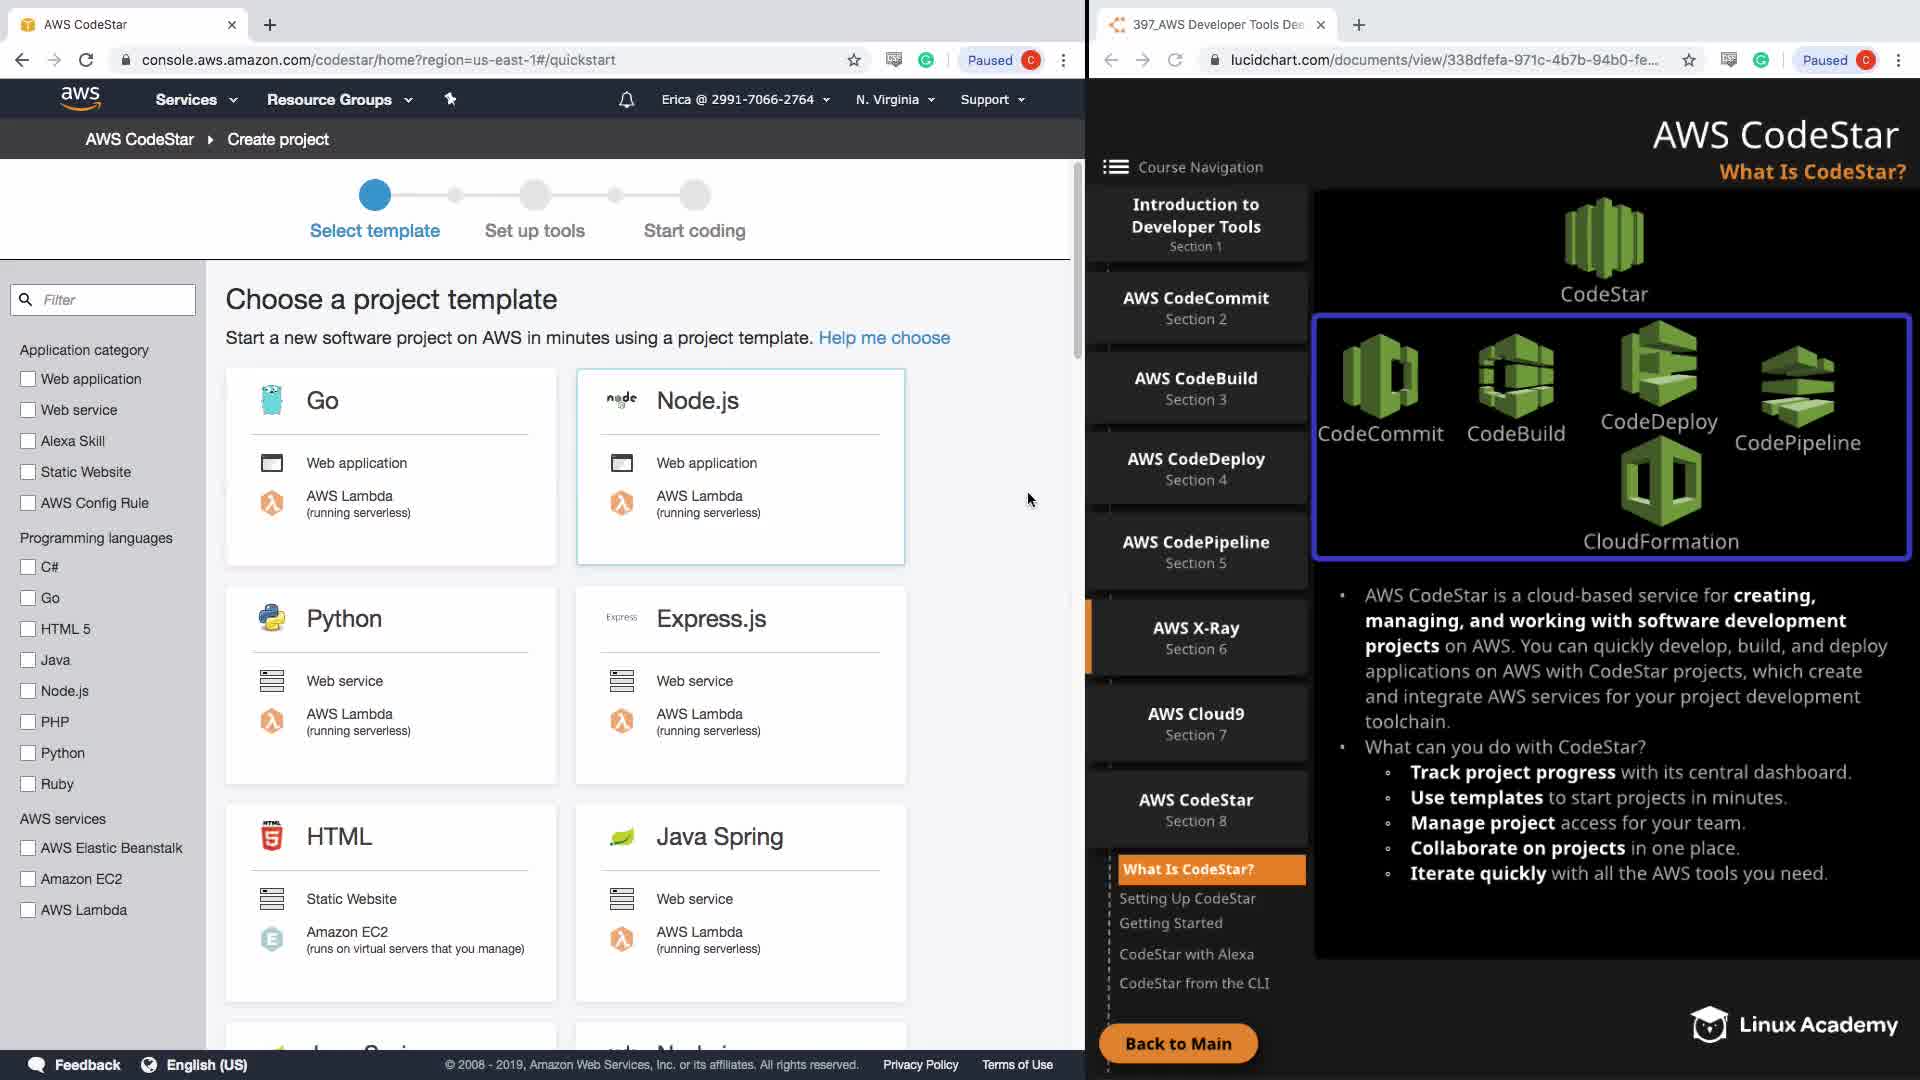 AWS CodeStar
console.aws.amazon.com/codestar/home?region=us-east-1#/quickstart
Paused C
aws Services Resource Groups Erica @ 2991-7066-2764 N. Virginia Support
AWS CodeStar Create project
Select template Set up tools Start coding
Filter
Application category
Web application
Web service
Alexa Skill
Static Website
AWS Config Rule
Programming languages
C#
Go
HTML 5
Java
Node.js
PHP
Python
Ruby
AWS services
AWS Elastic Beanstalk
Amazon EC2
AWS Lambda
Choose a project template
Start a new software project on AWS in minutes using a project template. Help me choose
Go
Web application
AWS Lambda
(running serverless)
node
Node.js
Web application
AWS Lambda
(running serverless)
Python
Web service
AWS Lambda
(running serverless)
Express
Express.js
Web service
AWS Lambda
(running serverless)
HTML 5
HTML
Static Website
E
Amazon EC2
(runs on virtual servers that you manage)
Java Spring
Web service
AWS Lambda
(running serverless)
Feedback English (US) © 2008 - 2019, Amazon Web Services, Inc. or its affiliates. All rights reserved. Privacy Policy Terms of Use
397_AWS Developer Tools Dee
lucidchart.com/documents/view/338dfefa-971c-4b7b-94b0-fe...
Paused C
AWS CodeStar
What Is CodeStar?
Course Navigation
Introduction to
Developer Tools
Section 1
AWS CodeCommit
Section 2
AWS CodeBuild
Section 3
AWS CodeDeploy
Section 4
AWS CodePipeline
Section 5
AWS X-Ray
Section 6
AWS Cloud9
Section 7
AWS CodeStar
Section 8
What Is CodeStar?
Setting Up CodeStar
Getting Started
CodeStar with Alexa
CodeStar from the CLI
Back to Main
CodeStar
CodeCommit
CodeBuild
CodeDeploy
CodePipeline
CloudFormation
• AWS CodeStar is a cloud-based service for creating,
managing, and working with software development
projects on AWS. You can quickly develop, build, and deploy
applications on AWS with CodeStar projects, which create
and integrate AWS services for your project development
toolchain.
• What can you do with CodeStar?
◦ Track project progress with its central dashboard.
◦ Use templates to start projects in minutes.
◦ Manage project access for your team.
◦ Collaborate on projects in one place.
◦ Iterate quickly with all the AWS tools you need.
Linux Academy